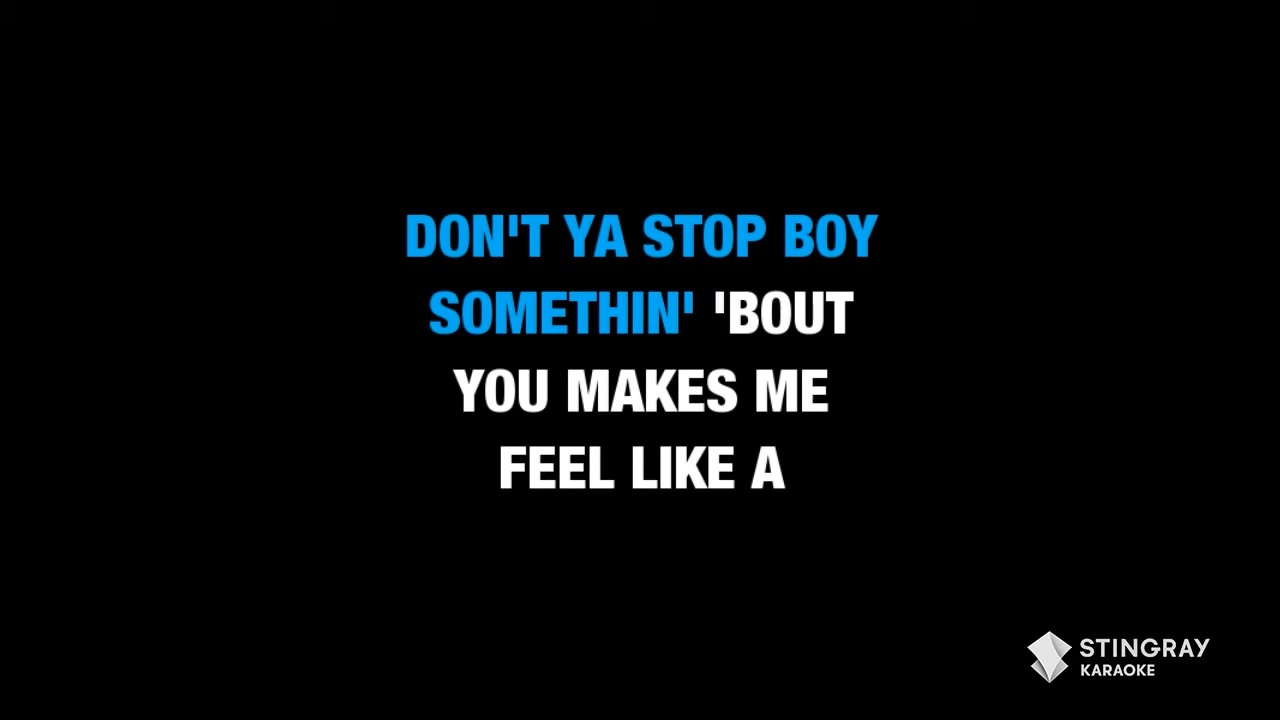 DON'T YA STOP BOY
SOMETHIN' 'BOUT
YOU MAKES ME
FEEL LIKE A
STINGRAY
KARAOKE